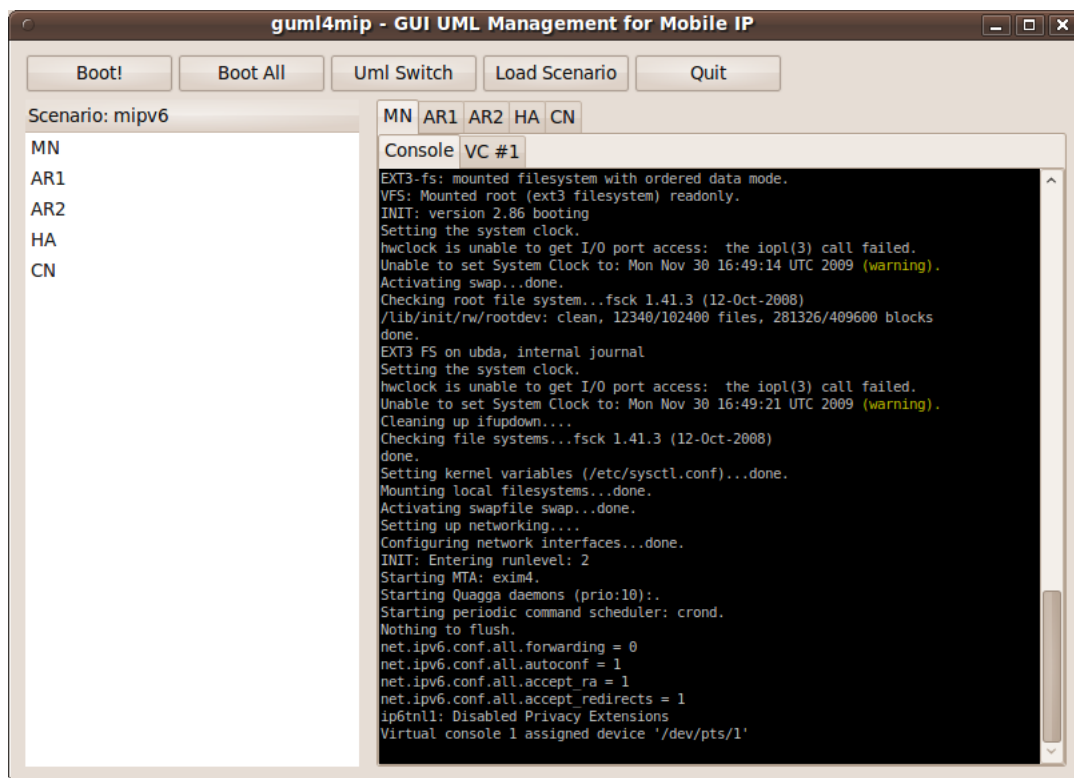 guml4mip - GUI UML Management for Mobile IP
Boot! Boot All Uml Switch Load Scenario Quit
Scenario: mipv6
MN
AR1
AR2
HA
CN
MN AR1 AR2 HA CN
Console VC #1
EXT3-fs: mounted filesystem with ordered data mode.
VFS: Mounted root (ext3 filesystem) readonly.
INIT: version 2.86 booting
Setting the system clock.
hwclock is unable to get I/O port access:  the iopl(3) call failed.
Unable to set System Clock to: Mon Nov 30 16:49:14 UTC 2009 (warning).
Activating swap...done.
Checking root file system...fsck 1.41.3 (12-Oct-2008)
/lib/init/rw/rootdev: clean, 12340/102400 files, 281326/409600 blocks
done.
EXT3 FS on ubda, internal journal
Setting the system clock.
hwclock is unable to get I/O port access:  the iopl(3) call failed.
Unable to set System Clock to: Mon Nov 30 16:49:21 UTC 2009 (warning).
Cleaning up ifupdown....
Checking file systems...fsck 1.41.3 (12-Oct-2008)
done.
Setting kernel variables (/etc/sysctl.conf)...done.
Mounting local filesystems...done.
Activating swapfile swap...done.
Setting up networking....
Configuring network interfaces...done.
INIT: Entering runlevel: 2
Starting MTA: exim4.
Starting Quagga daemons (prio:10):.
Starting periodic command scheduler: crond.
Nothing to flush.
net.ipv6.conf.all.forwarding = 0
net.ipv6.conf.all.autoconf = 1
net.ipv6.conf.all.accept_ra = 1
net.ipv6.conf.all.accept_redirects = 1
ip6tnl1: Disabled Privacy Extensions
Virtual console 1 assigned device '/dev/pts/1'